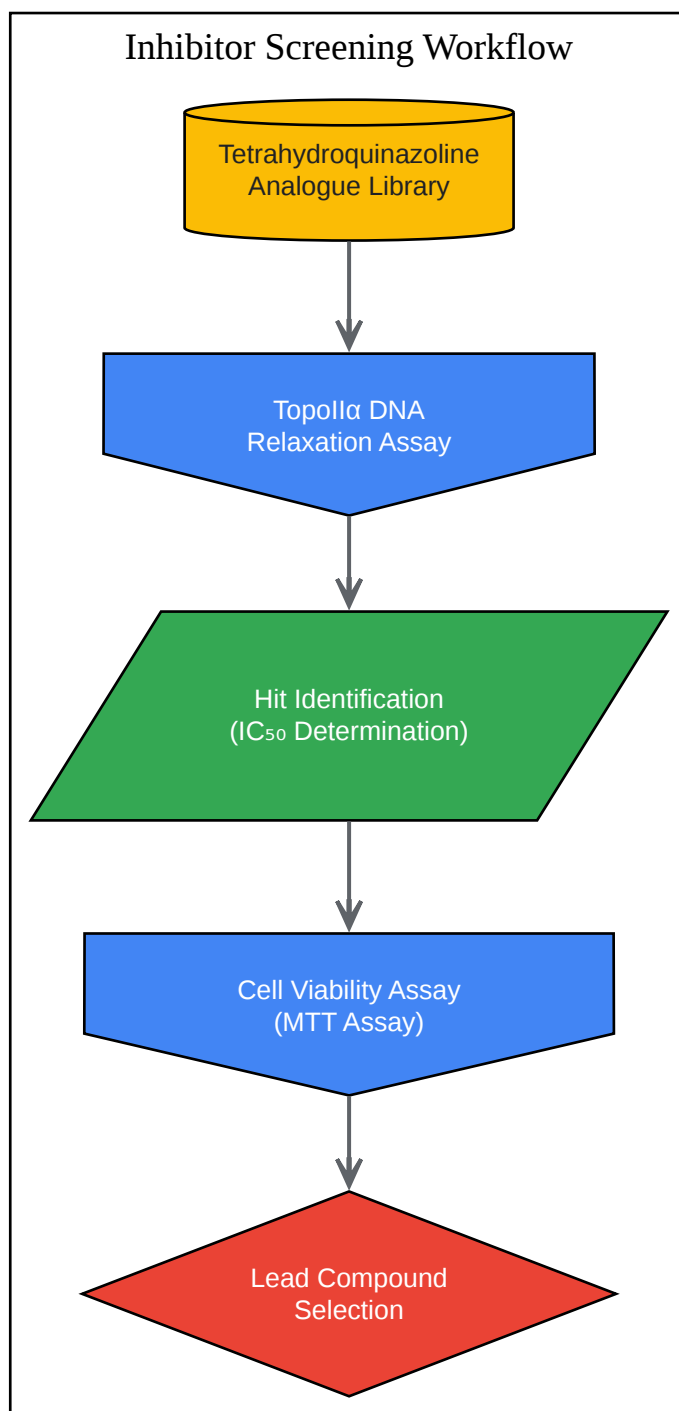 Inhibitor Screening Workflow
Tetrahydroquinazoline
Analogue Library
TopoIIα DNA
Relaxation Assay
Hit Identification
(IC₅₀ Determination)
Cell Viability Assay
(MTT Assay)
Lead Compound
Selection